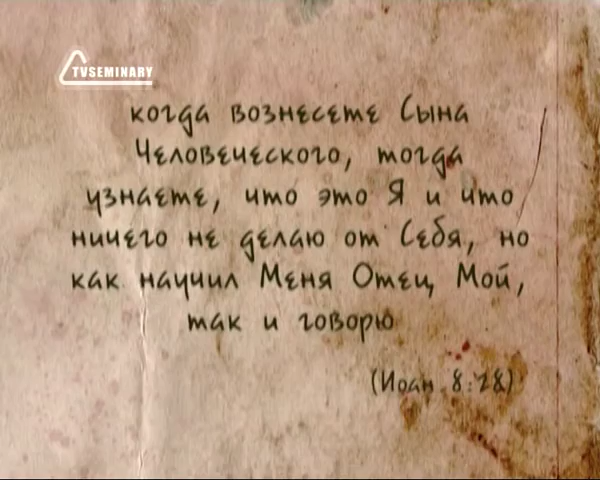 TVSEMINARY
когда вознесете Сына
Человеческого, тогда
узнаете, что это Я и что
ничего не делаю от Себя, но
как научил Меня Отец Мой,
так и говорю
(Иоан. 8:28)